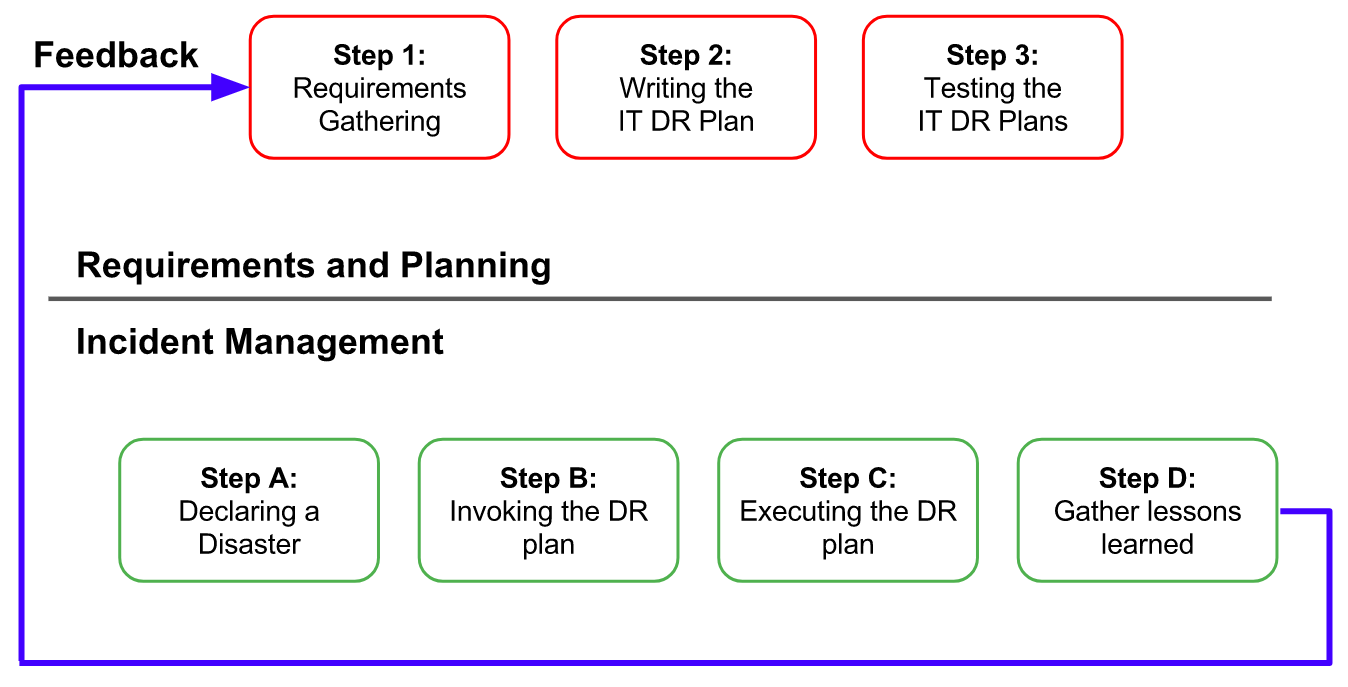 Feedback
Step 1:
Requirements
Gathering
Step 2:
Writing the
IT DR Plan
Step 3:
Testing the
IT DR Plans
Requirements and Planning
Incident Management
Step A:
Declaring a
Disaster
Step B:
Invoking the DR
plan
Step C:
Executing the DR
plan
Step D:
Gather lessons
learned